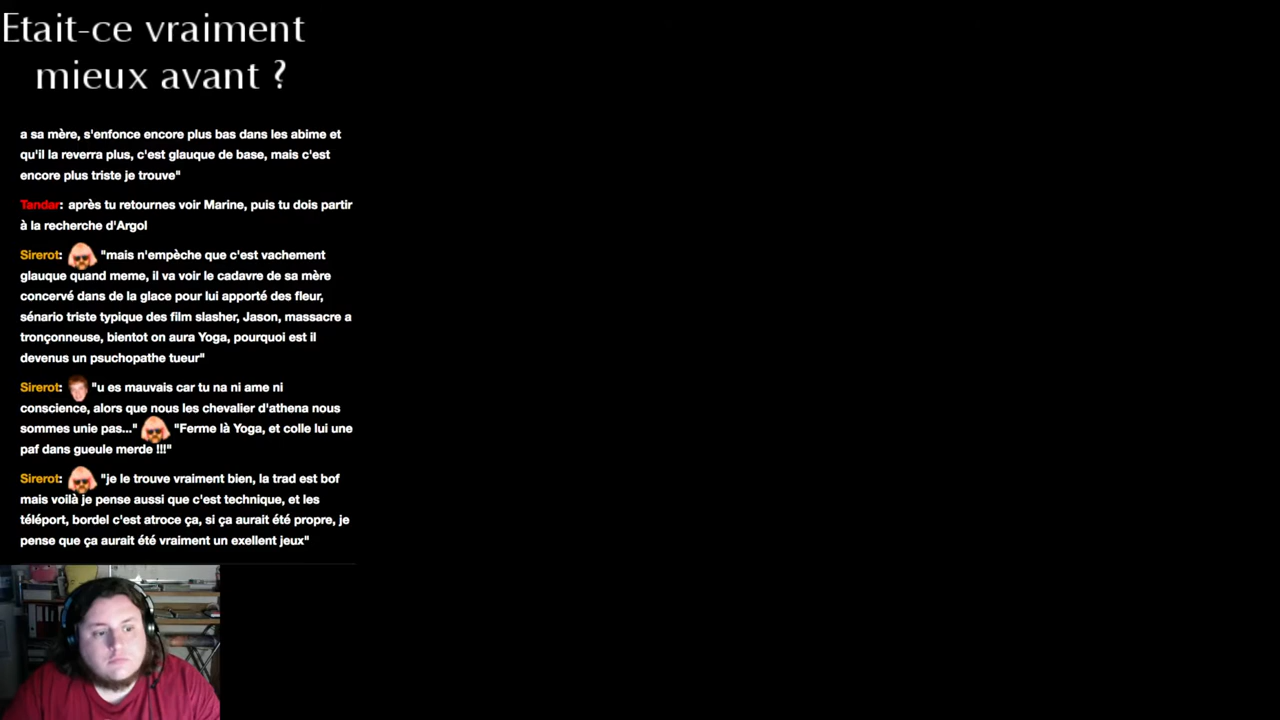 Etait-ce vraiment
mieux avant ?
a sa mère, s'enfonce encore plus bas dans les abime et
qu'il la reverra plus, c'est glauque de base, mais c'est
encore plus triste je trouve"
Tandar: après tu retournes voir Marine, puis tu dois partir
à la recherche d'Argol
Sirerot: "mais n'empèche que c'est vachement
glauque quand meme, il va voir le cadavre de sa mère
concervé dans de la glace pour lui apporté des fleur,
sénario triste typique des film slasher, Jason, massacre a
tronçonneuse, bientot on aura Yoga, pourquoi est il
devenus un psuchopathe tueur"
Sirerot: "u es mauvais car tu na ni ame ni
conscience, alors que nous les chevalier d'athena nous
sommes unie pas..." "Ferme là Yoga, et colle lui une
paf dans gueule merde !!!"
Sirerot: "je le trouve vraiment bien, la trad est bof
mais voilà je pense aussi que c'est technique, et les
téléport, bordel c'est atroce ça, si ça aurait été propre, je
pense que ça aurait été vraiment un exellent jeux"